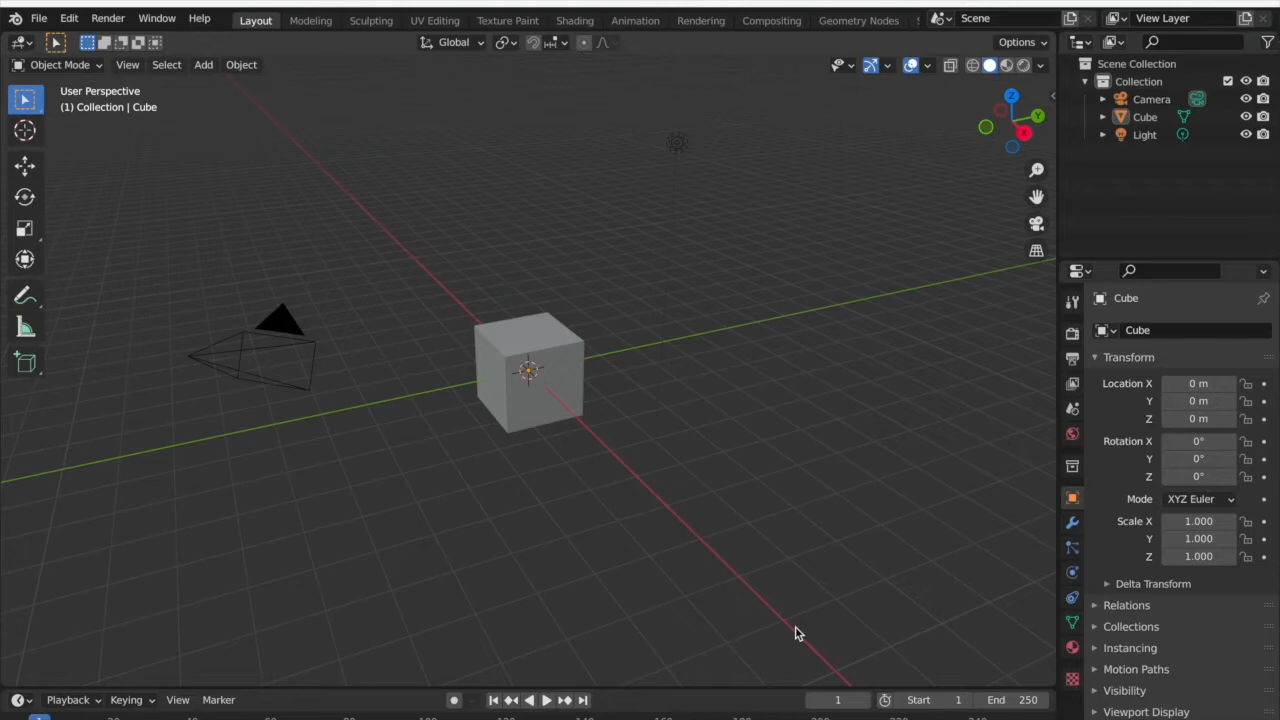 File Edit Render Window Help Layout Modeling Sculpting UV Editing Texture Paint Shading Animation Rendering Compositing Geometry Nodes Scene View Layer
Global Options
Object Mode View Select Add Object
User Perspective
(1) Collection | Cube
X
Y
Z
Scene Collection
Collection
Camera
Cube
Light
Cube
Cube
Transform
Location X 0 m
Y 0 m
Z 0 m
Rotation X 0°
Y 0°
Z 0°
Mode XYZ Euler
Scale X 1.000
Y 1.000
Z 1.000
Delta Transform
Relations
Collections
Instancing
Motion Paths
Visibility
Viewport Display
Playback Keying View Marker 1 Start 1 End 250